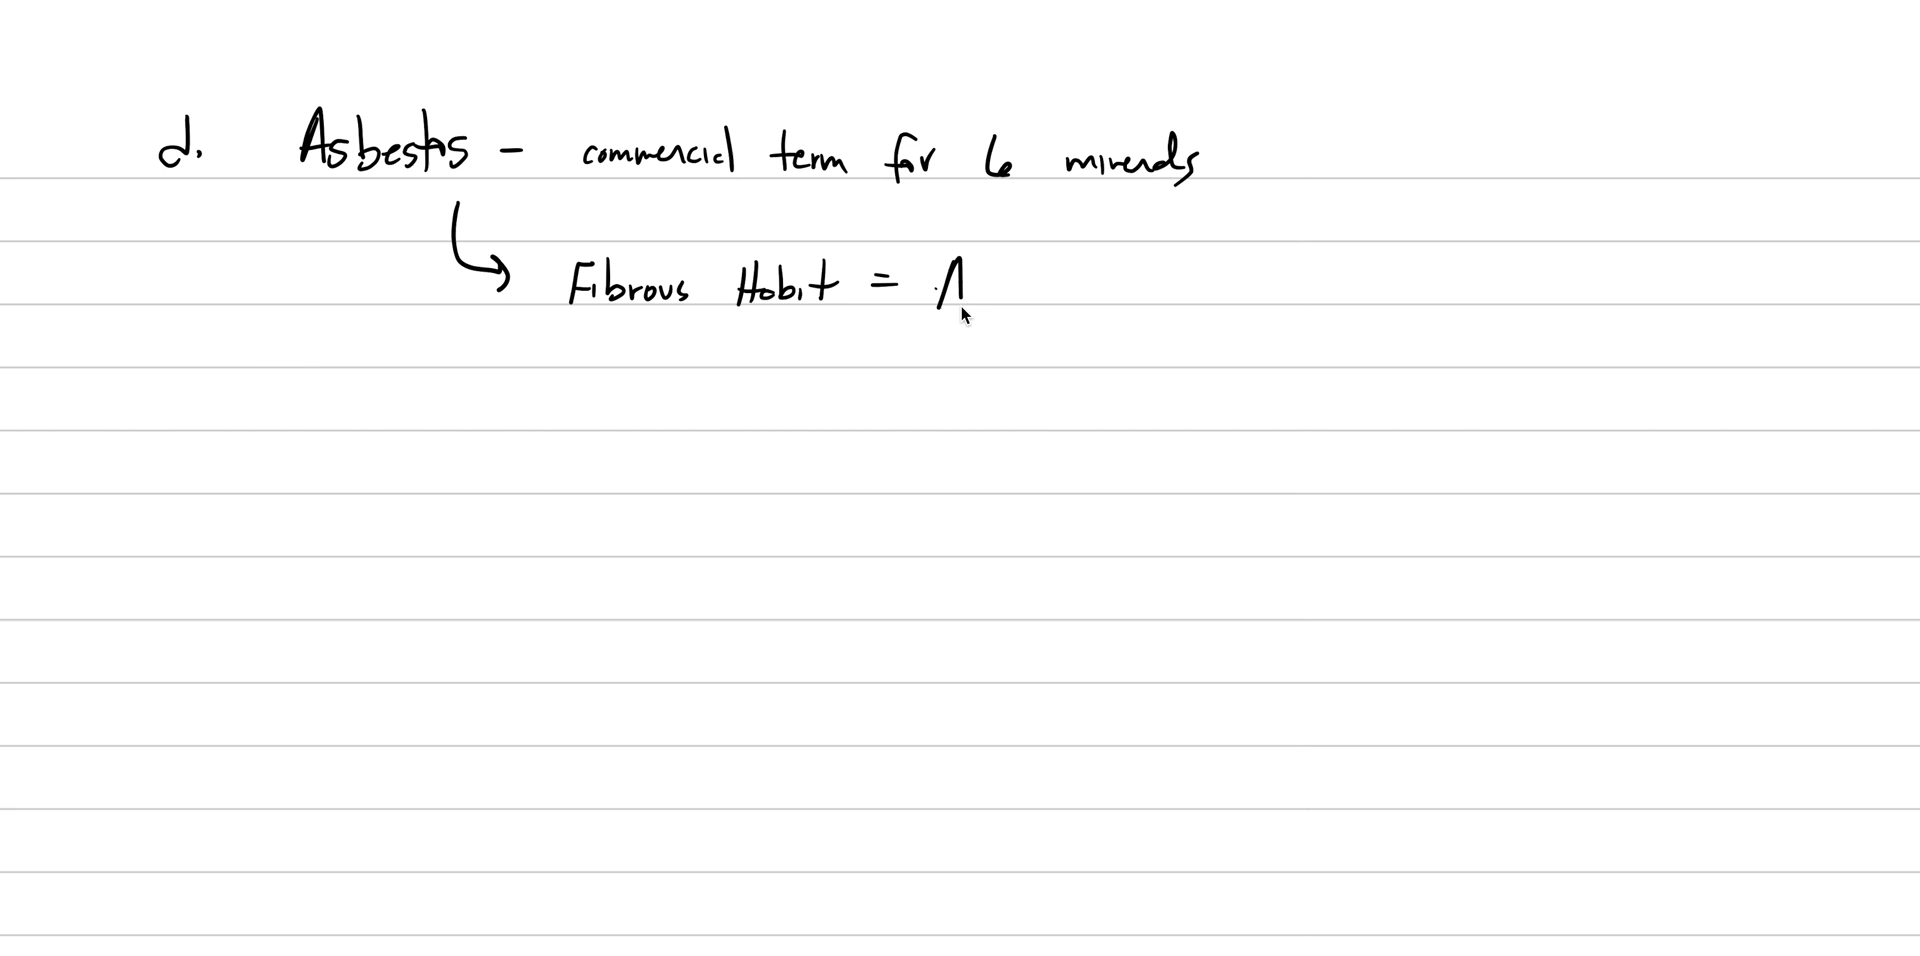 d. Asbestos - commercial term for 6 minerals
Fibrous Habit =